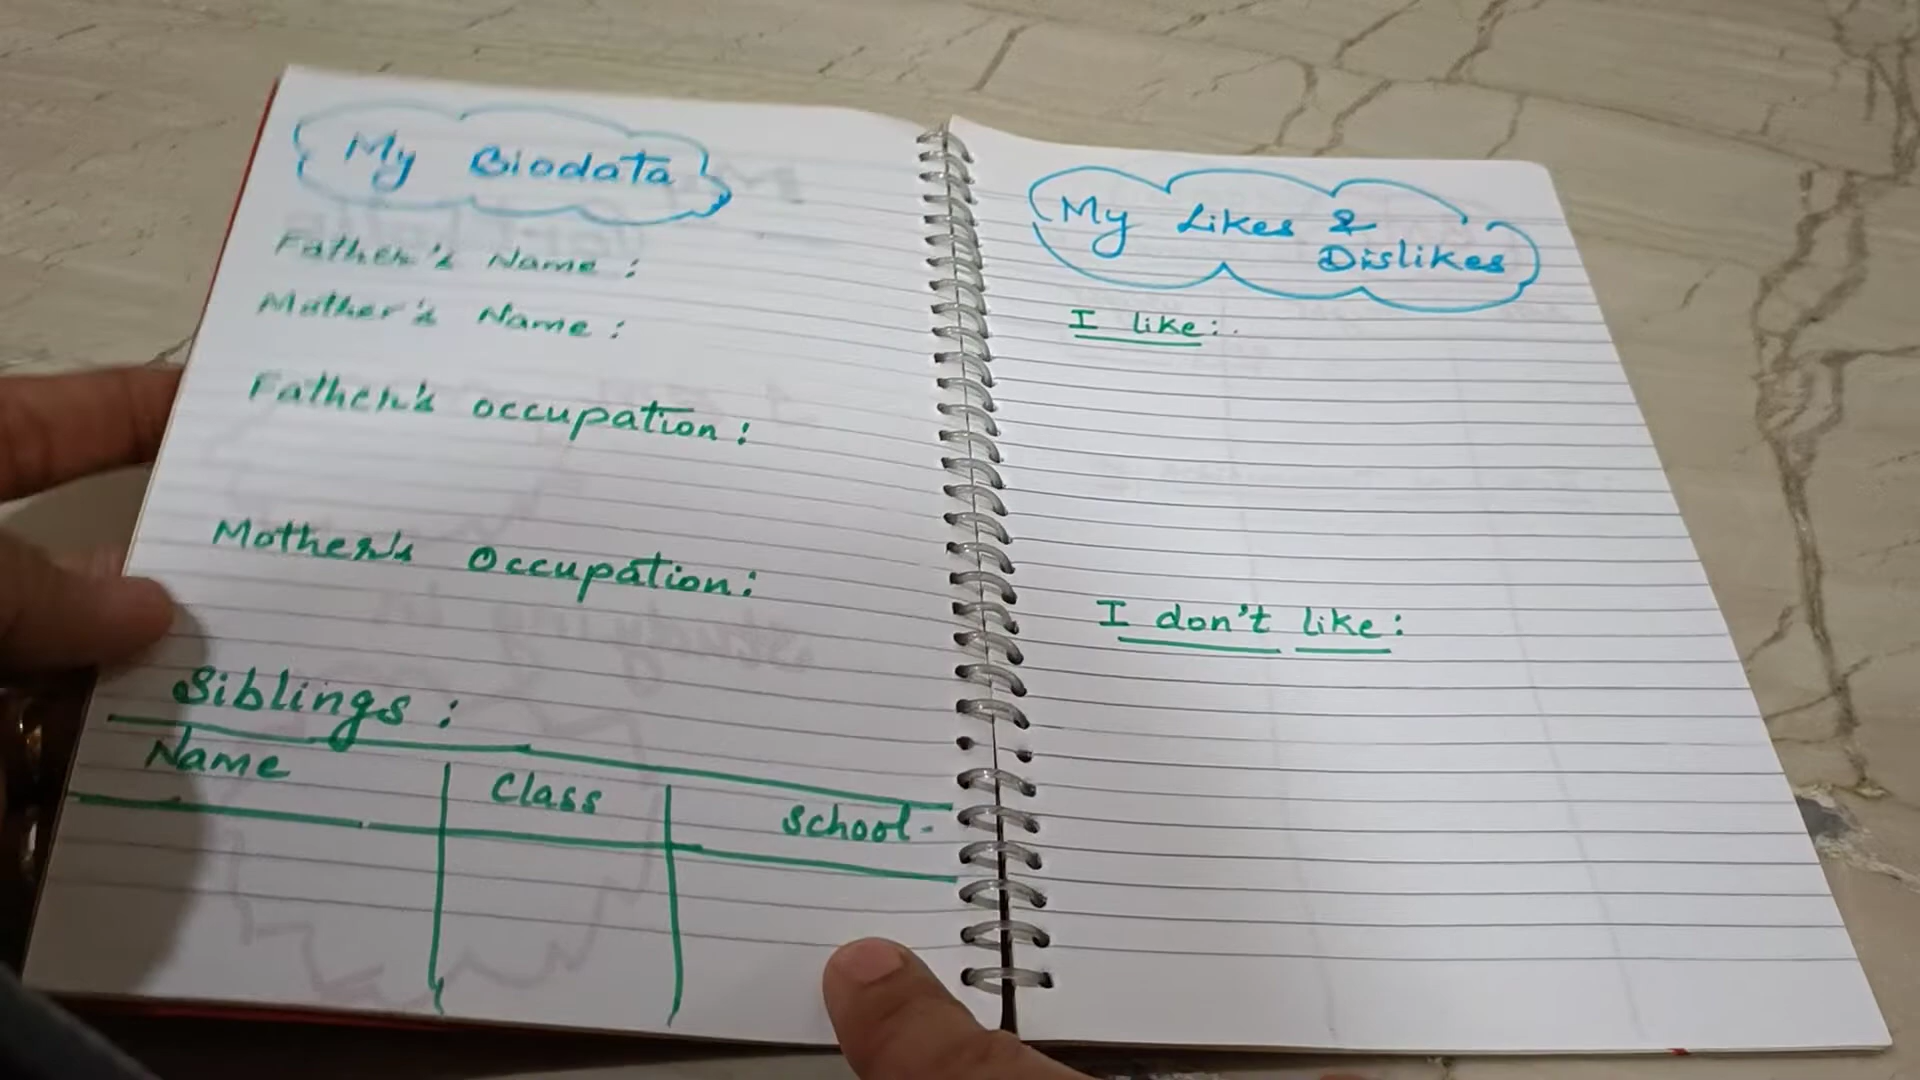 My Biodata
Father's Name :
Mother's Name :
Father's occupation :
Mother's Occupation :
Siblings :
Name Class School -
My Likes &
Dislikes
I like :
I don't like :